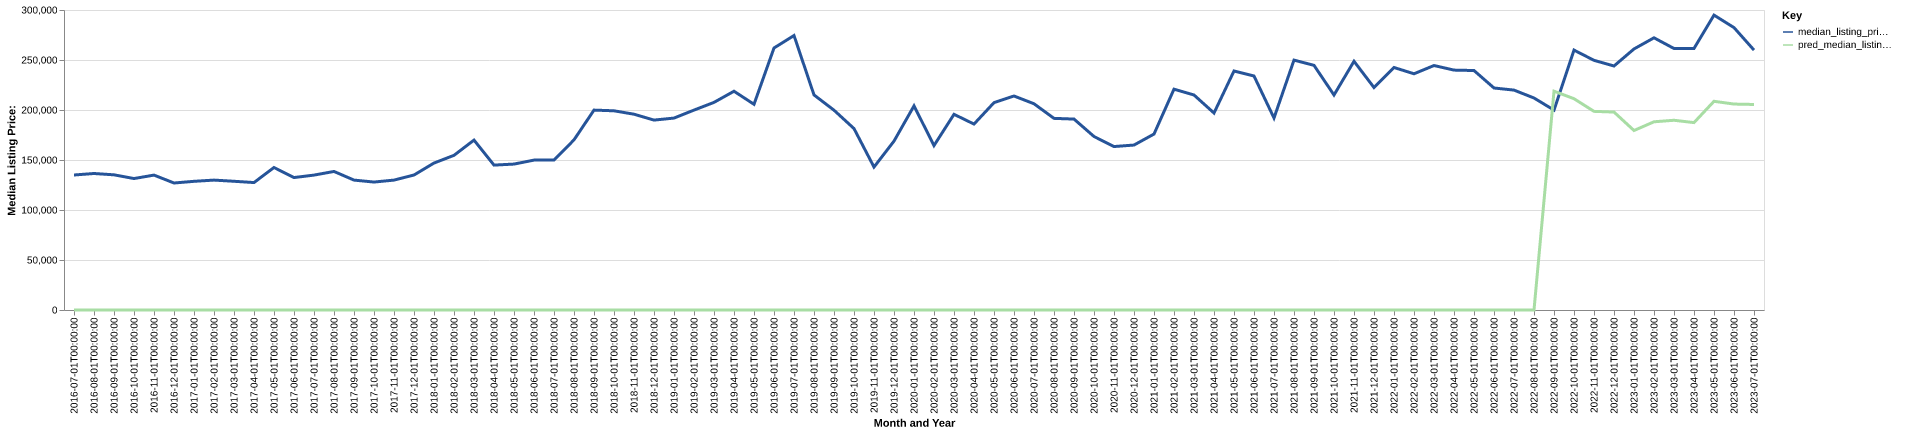 300,000
250,000
200,000
150,000
100,000
50,000
0
Median Listing Price:
2016-07-01T00:00:00
2016-08-01T00:00:00
2016-09-01T00:00:00
2016-10-01T00:00:00
2016-11-01T00:00:00
2016-12-01T00:00:00
2017-01-01T00:00:00
2017-02-01T00:00:00
2017-03-01T00:00:00
2017-04-01T00:00:00
2017-05-01T00:00:00
2017-06-01T00:00:00
2017-07-01T00:00:00
2017-08-01T00:00:00
2017-09-01T00:00:00
2017-10-01T00:00:00
2017-11-01T00:00:00
2017-12-01T00:00:00
2018-01-01T00:00:00
2018-02-01T00:00:00
2018-03-01T00:00:00
2018-04-01T00:00:00
2018-05-01T00:00:00
2018-06-01T00:00:00
2018-07-01T00:00:00
2018-08-01T00:00:00
2018-09-01T00:00:00
2018-10-01T00:00:00
2018-11-01T00:00:00
2018-12-01T00:00:00
2019-01-01T00:00:00
2019-02-01T00:00:00
2019-03-01T00:00:00
2019-04-01T00:00:00
2019-05-01T00:00:00
2019-06-01T00:00:00
2019-07-01T00:00:00
2019-08-01T00:00:00
2019-09-01T00:00:00
2019-10-01T00:00:00
2019-11-01T00:00:00
2019-12-01T00:00:00
2020-01-01T00:00:00
2020-02-01T00:00:00
2020-03-01T00:00:00
2020-04-01T00:00:00
2020-05-01T00:00:00
2020-06-01T00:00:00
2020-07-01T00:00:00
2020-08-01T00:00:00
2020-09-01T00:00:00
2020-10-01T00:00:00
2020-11-01T00:00:00
2020-12-01T00:00:00
2021-01-01T00:00:00
2021-02-01T00:00:00
2021-03-01T00:00:00
2021-04-01T00:00:00
2021-05-01T00:00:00
2021-06-01T00:00:00
2021-07-01T00:00:00
2021-08-01T00:00:00
2021-09-01T00:00:00
2021-10-01T00:00:00
2021-11-01T00:00:00
2021-12-01T00:00:00
2022-01-01T00:00:00
2022-02-01T00:00:00
2022-03-01T00:00:00
2022-04-01T00:00:00
2022-05-01T00:00:00
2022-06-01T00:00:00
2022-07-01T00:00:00
2022-08-01T00:00:00
2022-09-01T00:00:00
2022-10-01T00:00:00
2022-11-01T00:00:00
2022-12-01T00:00:00
2023-01-01T00:00:00
2023-02-01T00:00:00
2023-03-01T00:00:00
2023-04-01T00:00:00
2023-05-01T00:00:00
2023-06-01T00:00:00
2023-07-01T00:00:00
Month and Year
Key
median_listing_pri…
pred_median_listin…